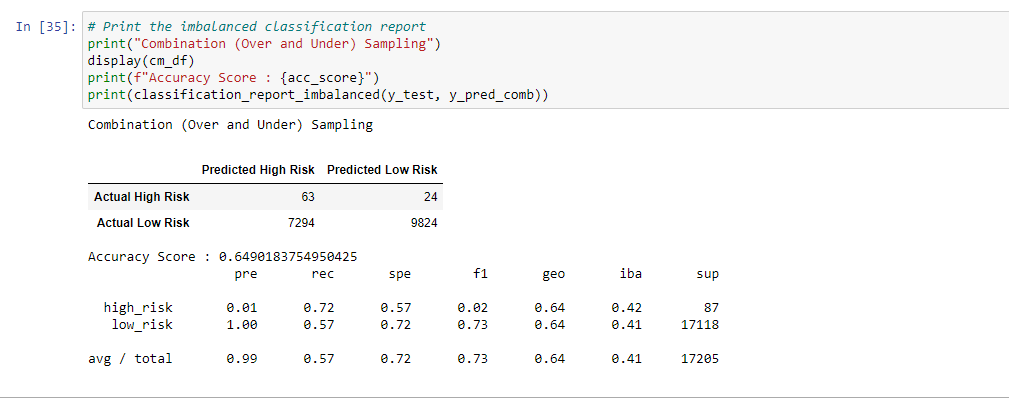 In [35]: # Print the imbalanced classification report
print("Combination (Over and Under) Sampling")
display(cm_df)
print(f"Accuracy Score : {acc_score}")
print(classification_report_imbalanced(y_test, y_pred_comb))
Combination (Over and Under) Sampling
Predicted High Risk Predicted Low Risk
Actual High Risk 63 24
Actual Low Risk 7294 9824
Accuracy Score : 0.6490183754950425
pre rec spe f1 geo iba sup
high_risk 0.01 0.72 0.57 0.02 0.64 0.42 87
low_risk 1.00 0.57 0.72 0.73 0.64 0.41 17118
avg / total 0.99 0.57 0.72 0.73 0.64 0.41 17205